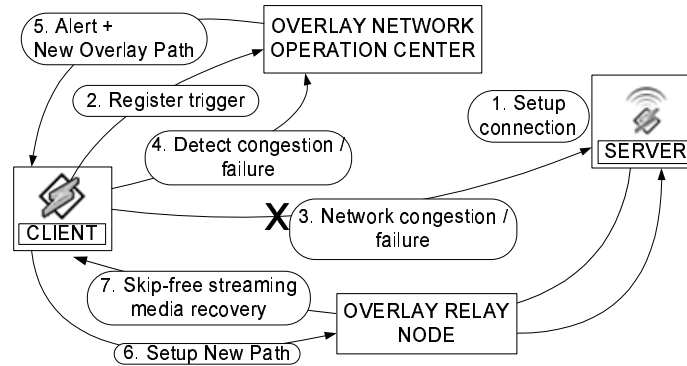 5. Alert +
New Overlay Path
OVERLAY NETWORK
OPERATION CENTER
2. Register trigger
1. Setup
connection
4. Detect congestion /
failure
SERVER
CLIENT
X
3. Network congestion /
failure
7. Skip-free streaming
media recovery
OVERLAY RELAY
NODE
6. Setup New Path